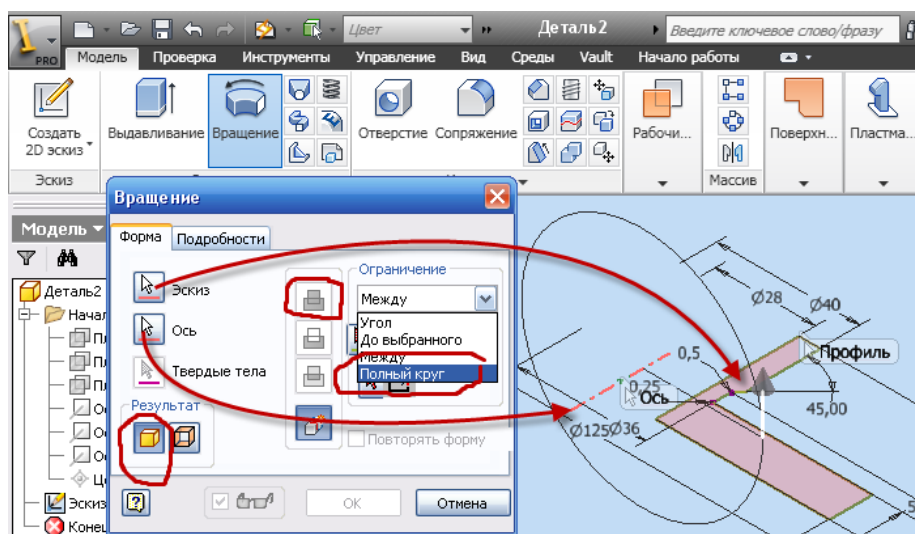 Цвет
Деталь2
Введите ключевое слово/фразу
PRO
Модель
Проверка
Инструменты
Управление
Вид
Среды
Vault
Начало работы
Создать
2D эскиз
Выдавливание
Вращение
Отверстие
Сопряжение
Рабочи...
Поверхн...
Пластма...
Эскиз
Массив
Модель
Деталь2
Вращение
Форма
Подробности
Эскиз
Ось
Твердые тела
Результат
Ограничение
Между
Угол
До выбранного
Между
Полный круг
Повторять форму
ОК
Отмена
Эскиз
Ø28
Ø40
Профиль
0,5
0,25
Ось
45,00
Ø125
Ø36